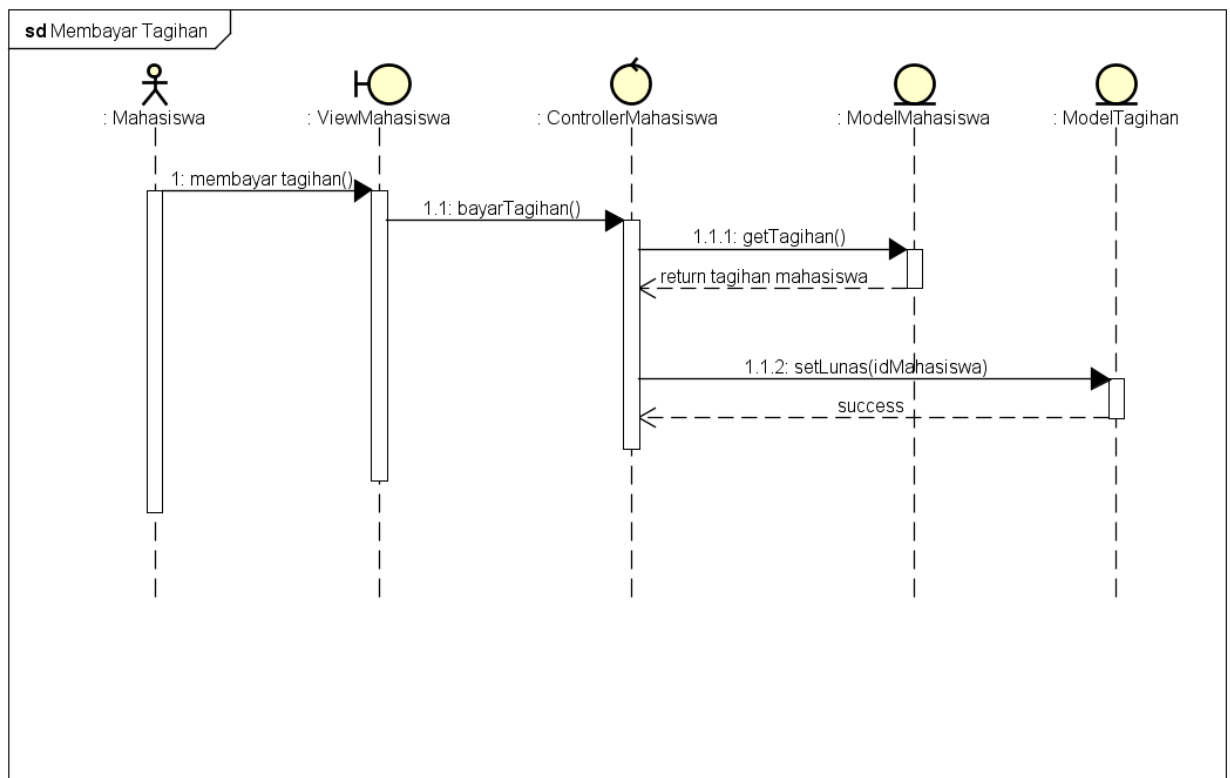 sd Membayar Tagihan
: Mahasiswa
: ViewMahasiswa
: ControllerMahasiswa
: ModelMahasiswa
: ModelTagihan
1: membayar tagihan()
1.1: bayarTagihan()
1.1.1: getTagihan()
return tagihan mahasiswa
1.1.2: setLunas(idMahasiswa)
success